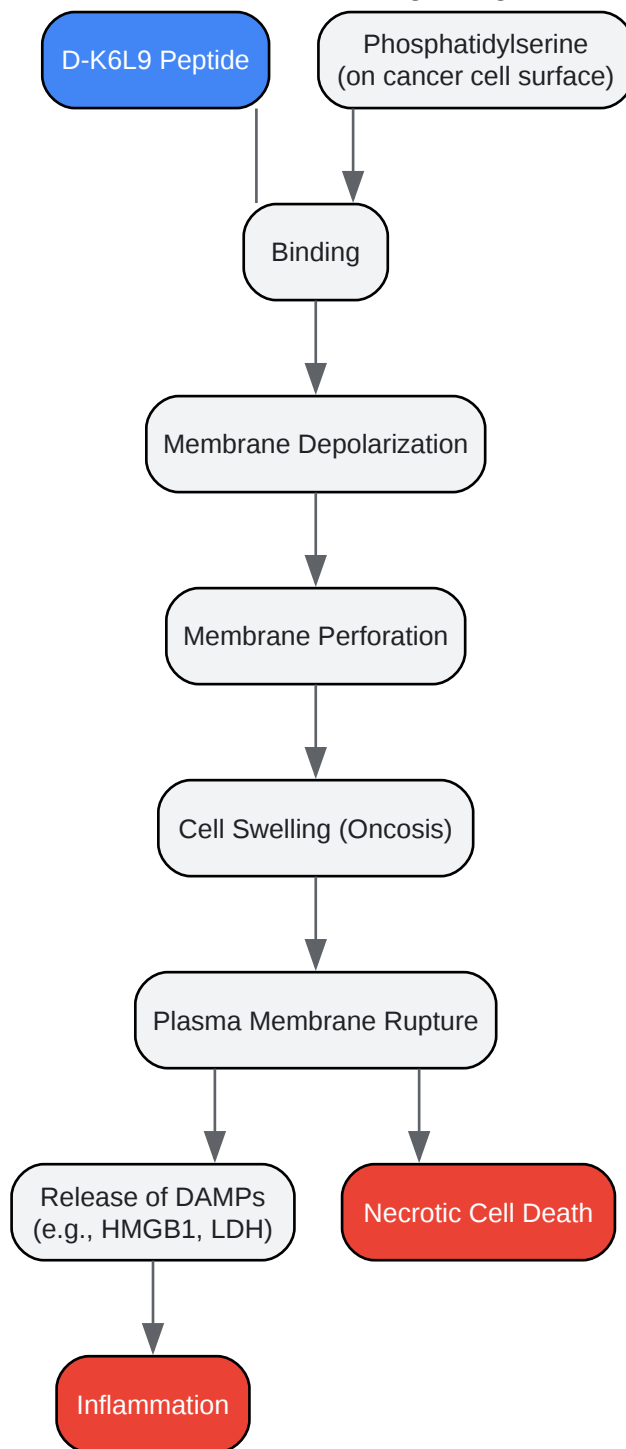 D-K6L9 Peptide
Phosphatidylserine
(on cancer cell surface)
Binding
Membrane Depolarization
Membrane Perforation
Cell Swelling (Oncosis)
Plasma Membrane Rupture
Release of DAMPs
(e.g., HMGB1, LDH)
Necrotic Cell Death
Inflammation